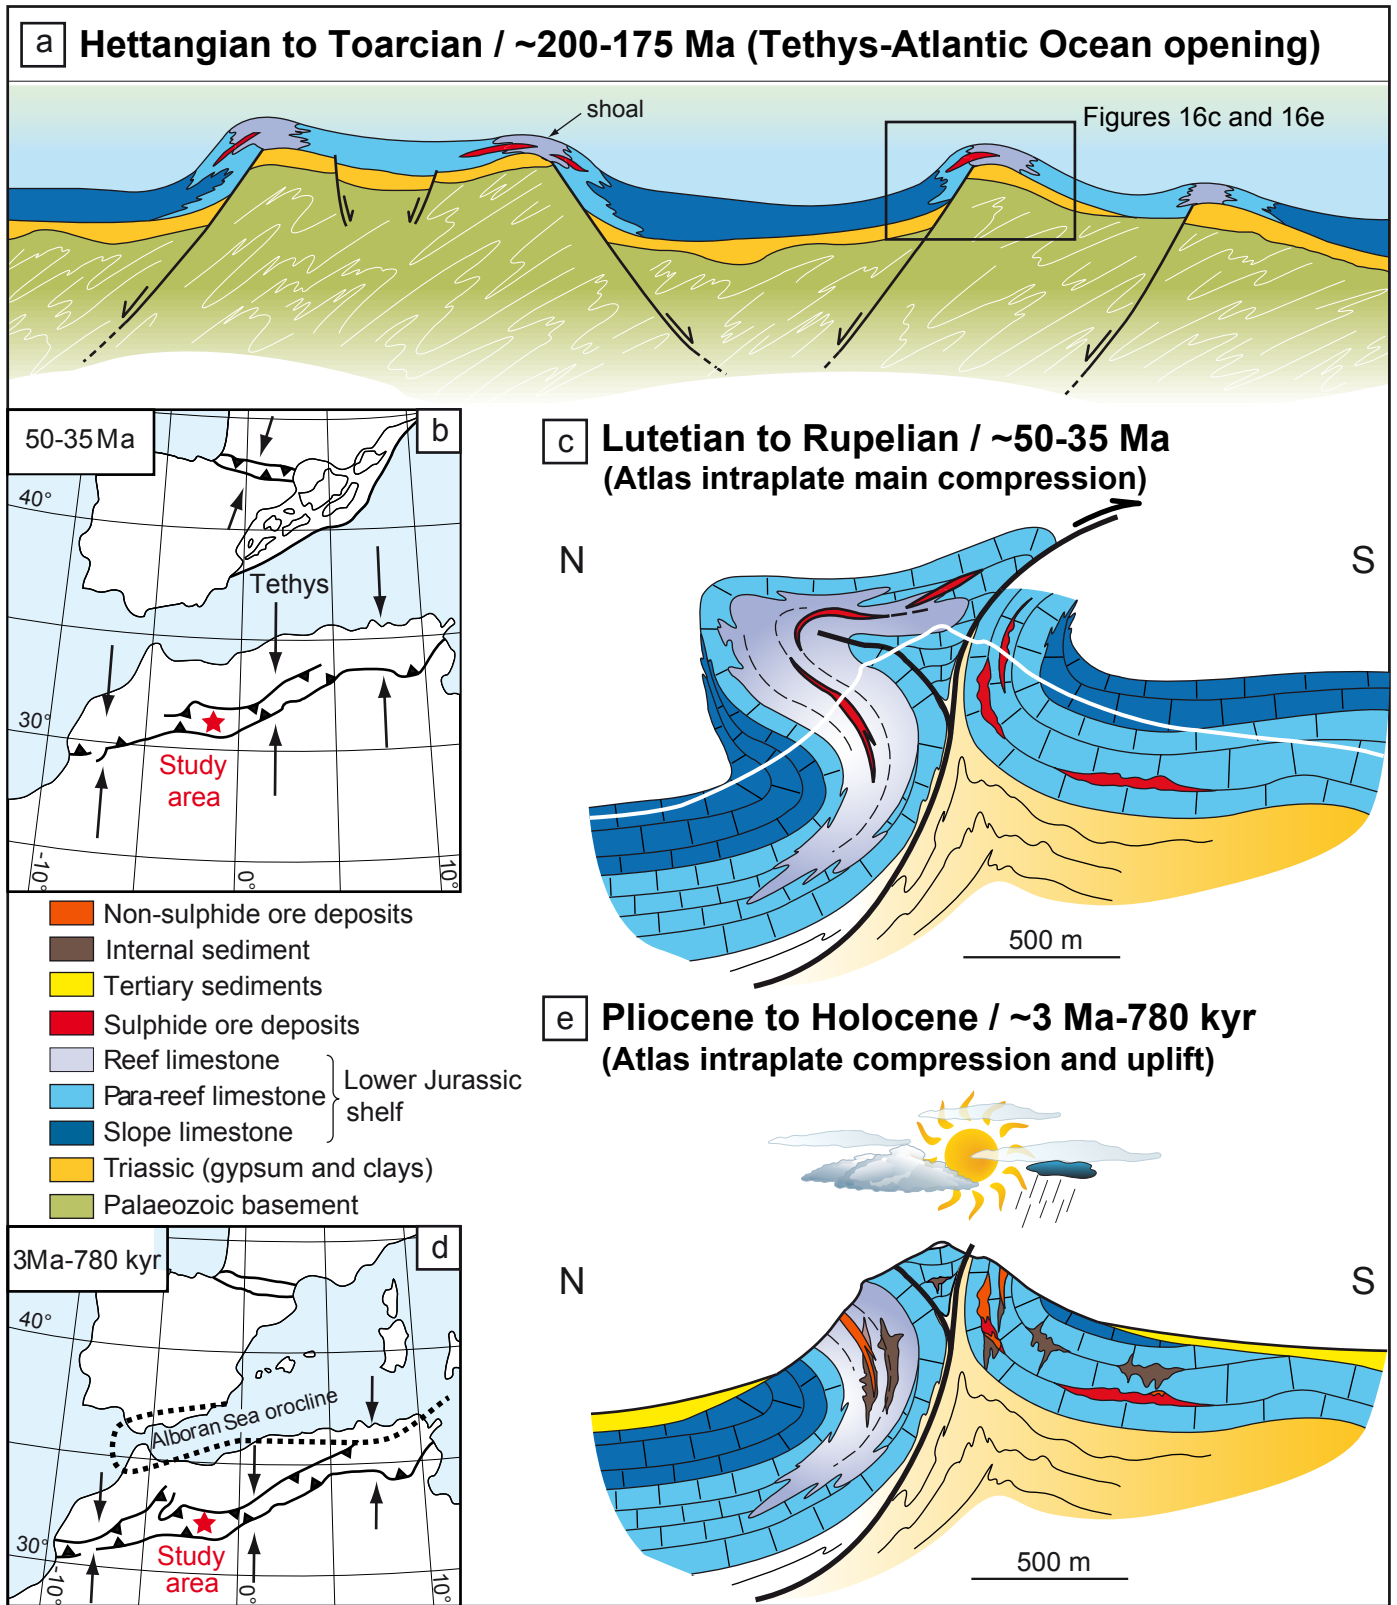 a Hettangian to Toarcian / ~200-175 Ma (Tethys-Atlantic Ocean opening)
shoal
Figures 16c and 16e
50-35 Ma
b
40°
Tethys
30°
Study
area
-10°
0°
10°
c Lutetian to Rupelian / ~50-35 Ma
(Atlas intraplate main compression)
N
S
500 m
Non-sulphide ore deposits
Internal sediment
Tertiary sediments
Sulphide ore deposits
Reef limestone
Para-reef limestone
Slope limestone
Lower Jurassic
shelf
Triassic (gypsum and clays)
Palaeozoic basement
3Ma-780 kyr
d
40°
Alboran Sea orocline
30°
Study
area
-10°
0°
10°
e Pliocene to Holocene / ~3 Ma-780 kyr
(Atlas intraplate compression and uplift)
N
S
500 m